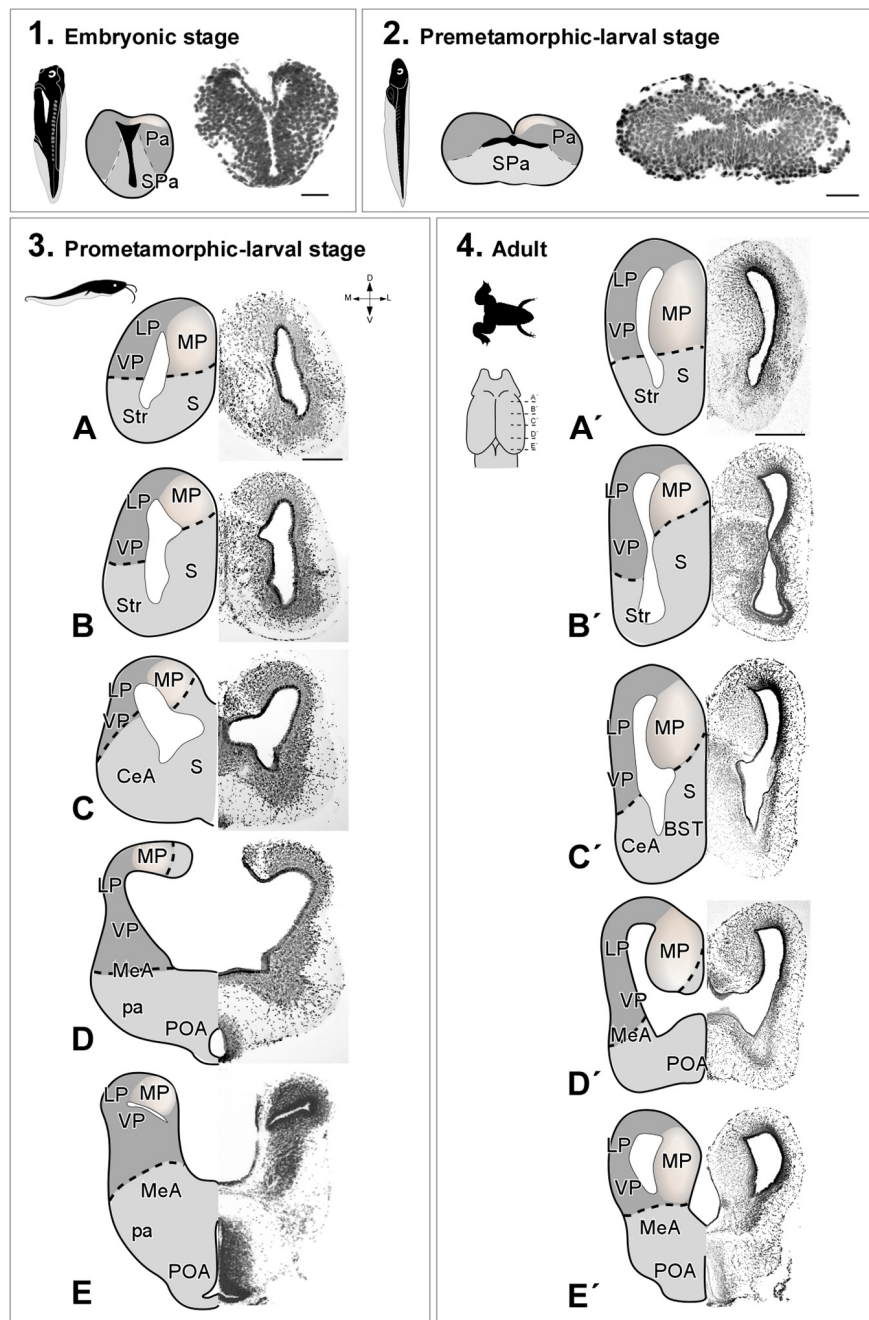 1. Embryonic stage
Pa
SPa
2. Premetamorphic-larval stage
Pa
SPa
3. Prometamorphic-larval stage
D
M L
V
LP
MP
VP
Str
S
A
LP
MP
VP
S
Str
B
LP
MP
VP
CeA
S
C
MP
LP
VP
MeA
pa
POA
D
LP
MP
VP
MeA
pa
POA
E
4. Adult
A´
B´
C´
D´
E´
LP
MP
VP
S
Str
A´
LP
MP
VP
S
Str
B´
LP
MP
VP
S
BST
CeA
C´
LP
MP
VP
MeA
POA
D´
LP
MP
VP
MeA
POA
E´